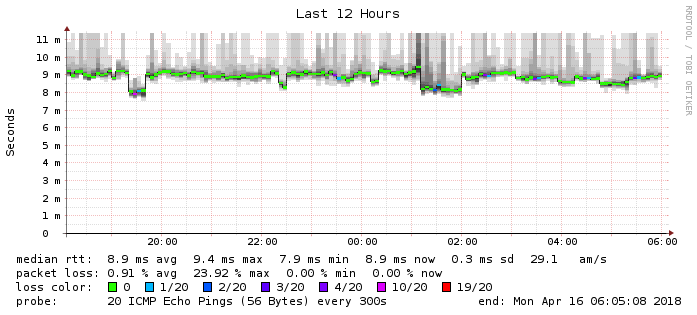 Last 12 Hours
RRDTOOL / TOBI OETIKER
Seconds
11 m
10 m
9 m
8 m
7 m
6 m
5 m
4 m
3 m
2 m
1 m
0
20:00 22:00 00:00 02:00 04:00 06:00
median rtt: 8.9 ms avg 9.4 ms max 7.9 ms min 8.9 ms now 0.3 ms sd 29.1 am/s
packet loss: 0.91 % avg 23.92 % max 0.00 % min 0.00 % now
loss color: 0 1/20 2/20 3/20 4/20 10/20 19/20
probe: 20 ICMP Echo Pings (56 Bytes) every 300s end: Mon Apr 16 06:05:08 2018